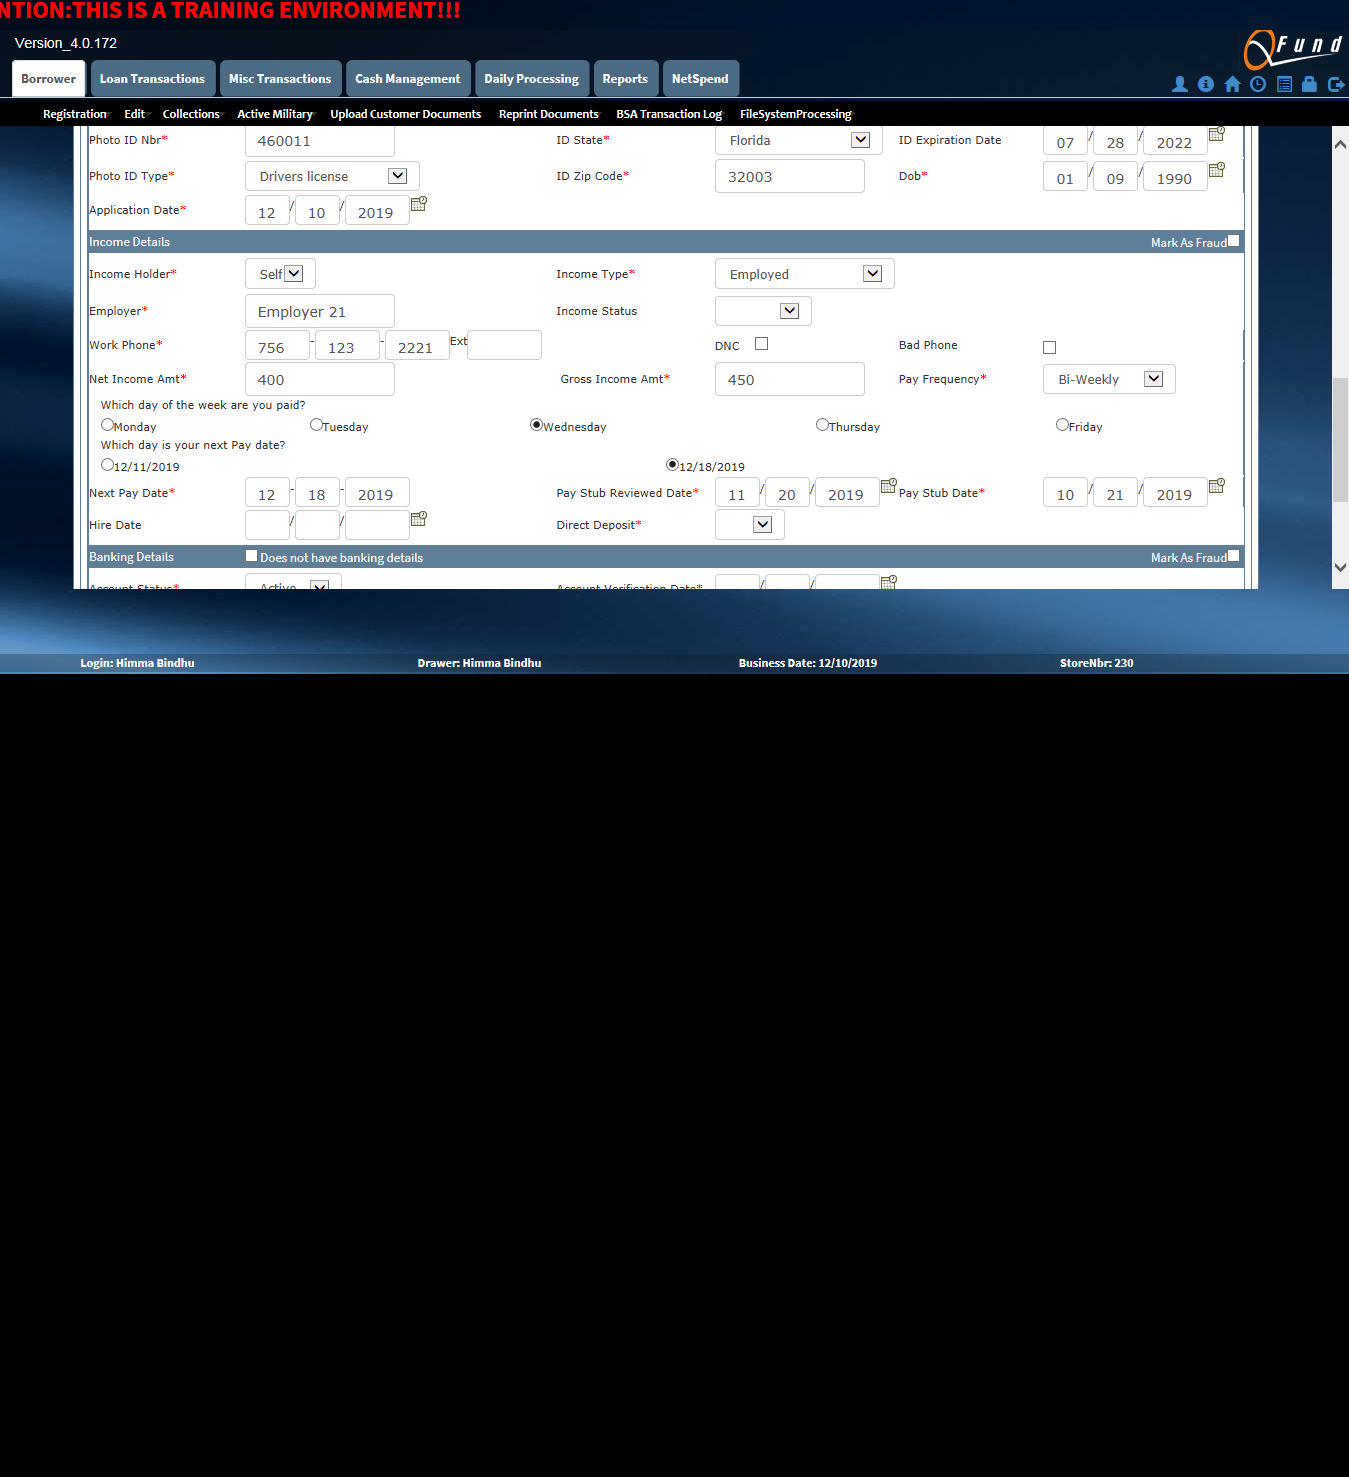 NTION:THIS IS A TRAINING ENVIRONMENT!!!
Version_4.0.172
Fund
Borrower Loan Transactions Misc Transactions Cash Management Daily Processing Reports NetSpend
Registration Edit Collections Active Military Upload Customer Documents Reprint Documents BSA Transaction Log FileSystemProcessing
Photo ID Nbr* 460011 ID State* Florida ID Expiration Date 07 / 28 / 2022
Photo ID Type* Drivers license ID Zip Code* 32003 Dob* 01 / 09 / 1990
Application Date* 12 / 10 / 2019
Income Details Mark As Fraud
Income Holder* Self Income Type* Employed
Employer* Employer 21 Income Status
Work Phone* 756 - 123 - 2221 Ext DNC Bad Phone
Net Income Amt* 400 Gross Income Amt* 450 Pay Frequency* Bi-Weekly
Which day of the week are you paid?
Monday Tuesday Wednesday Thursday Friday
Which day is your next Pay date?
12/11/2019 12/18/2019
Next Pay Date* 12 - 18 - 2019 Pay Stub Reviewed Date* 11 / 20 / 2019 Pay Stub Date* 10 / 21 / 2019
Hire Date / / Direct Deposit*
Banking Details Does not have banking details Mark As Fraud
Account Status* Active Account Verification Date* / /
Login: Himma Bindhu Drawer: Himma Bindhu Business Date: 12/10/2019 StoreNbr: 230